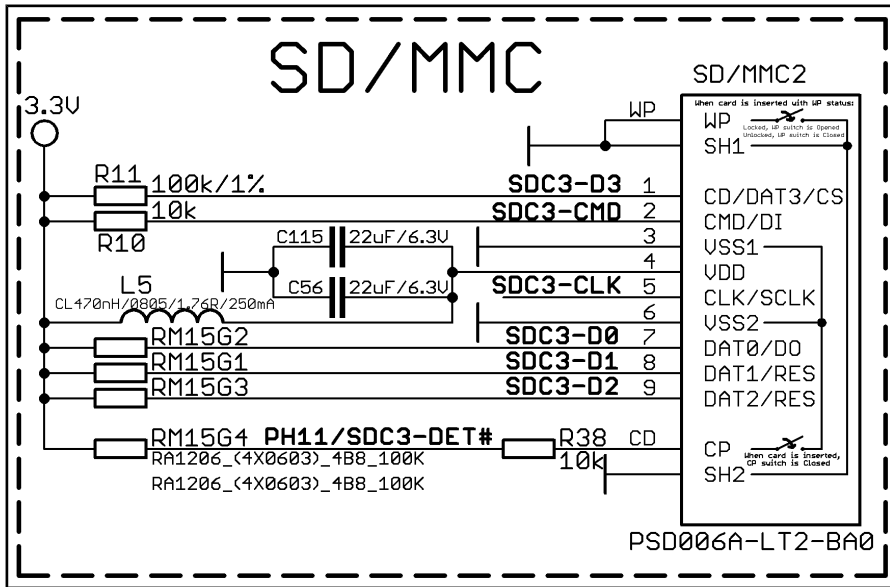 SD/MMC
SD/MMC2
3.3V
When card is inserted with WP status:
WP
WP
Locked, WP switch is Opened
Unlocked, WP switch is Closed
SH1
R11 100k/1%
SDC3-D3 1
CD/DAT3/CS
10k
R10
SDC3-CMD 2
CMD/DI
C115 22uF/6.3V
3
VSS1
4
VDD
L5
C56 22uF/6.3V
SDC3-CLK 5
CLK/SCLK
CL470nH/0805/1.76R/250mA
6
VSS2
RM15G2
SDC3-D0 7
DAT0/DO
RM15G1
SDC3-D1 8
DAT1/RES
RM15G3
SDC3-D2 9
DAT2/RES
RM15G4 PH11/SDC3-DET# R38 CD
10k
CP
When card is inserted,
CP switch is Closed
RA1206_(4X0603)_4B8_100K
SH2
RA1206_(4X0603)_4B8_100K
PSD006A-LT2-BA0